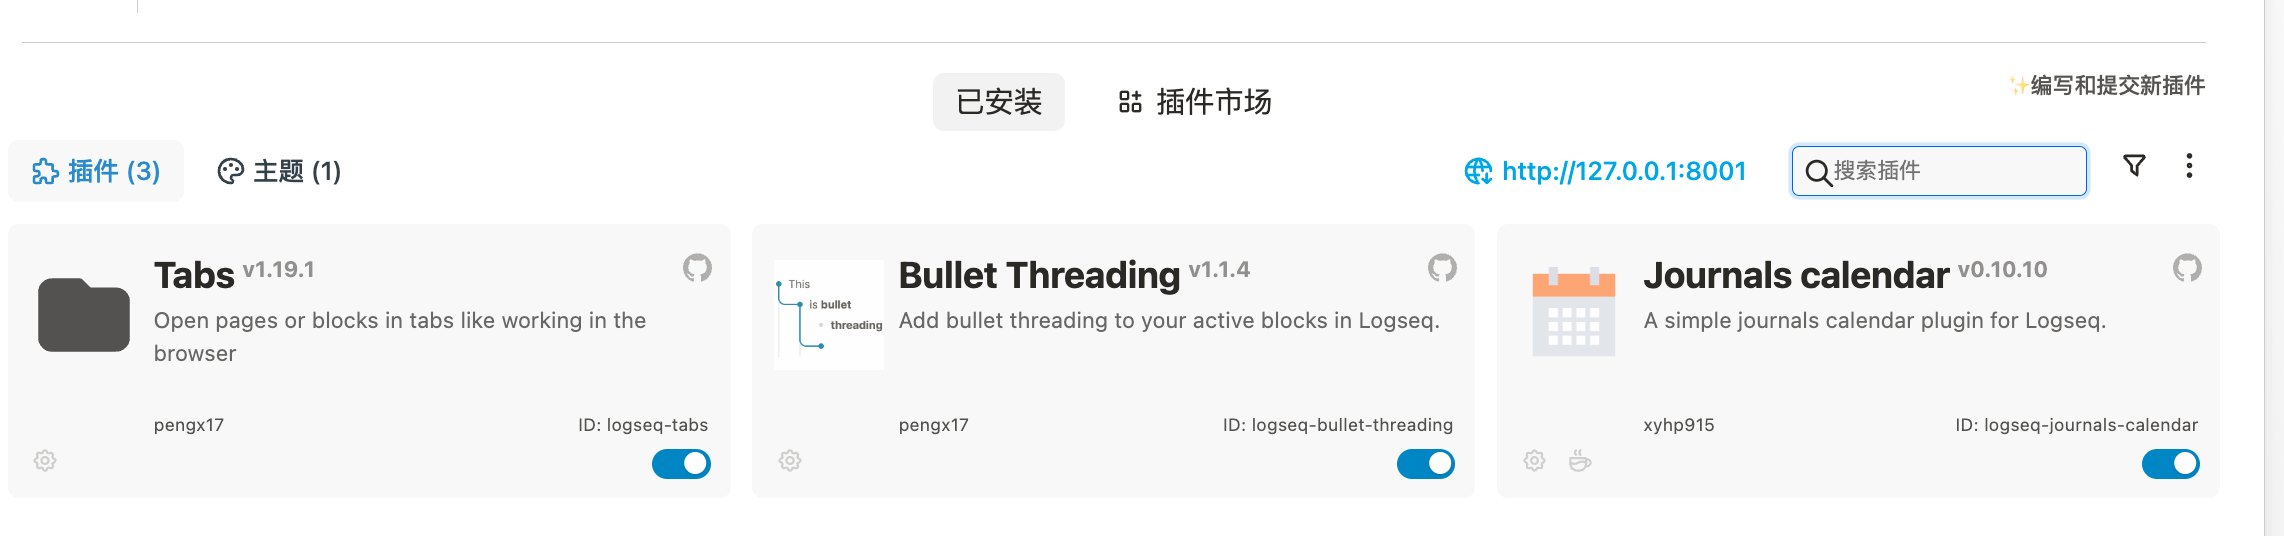 已安装
插件市场
✨编写和提交新插件
插件 (3)
主题 (1)
http://127.0.0.1:8001
搜索插件
Tabs v1.19.1
Open pages or blocks in tabs like working in the
browser
pengx17
ID: logseq-tabs
This
is bullet
threading
Bullet Threading v1.1.4
Add bullet threading to your active blocks in Logseq.
pengx17
ID: logseq-bullet-threading
Journals calendar v0.10.10
A simple journals calendar plugin for Logseq.
xyhp915
ID: logseq-journals-calendar